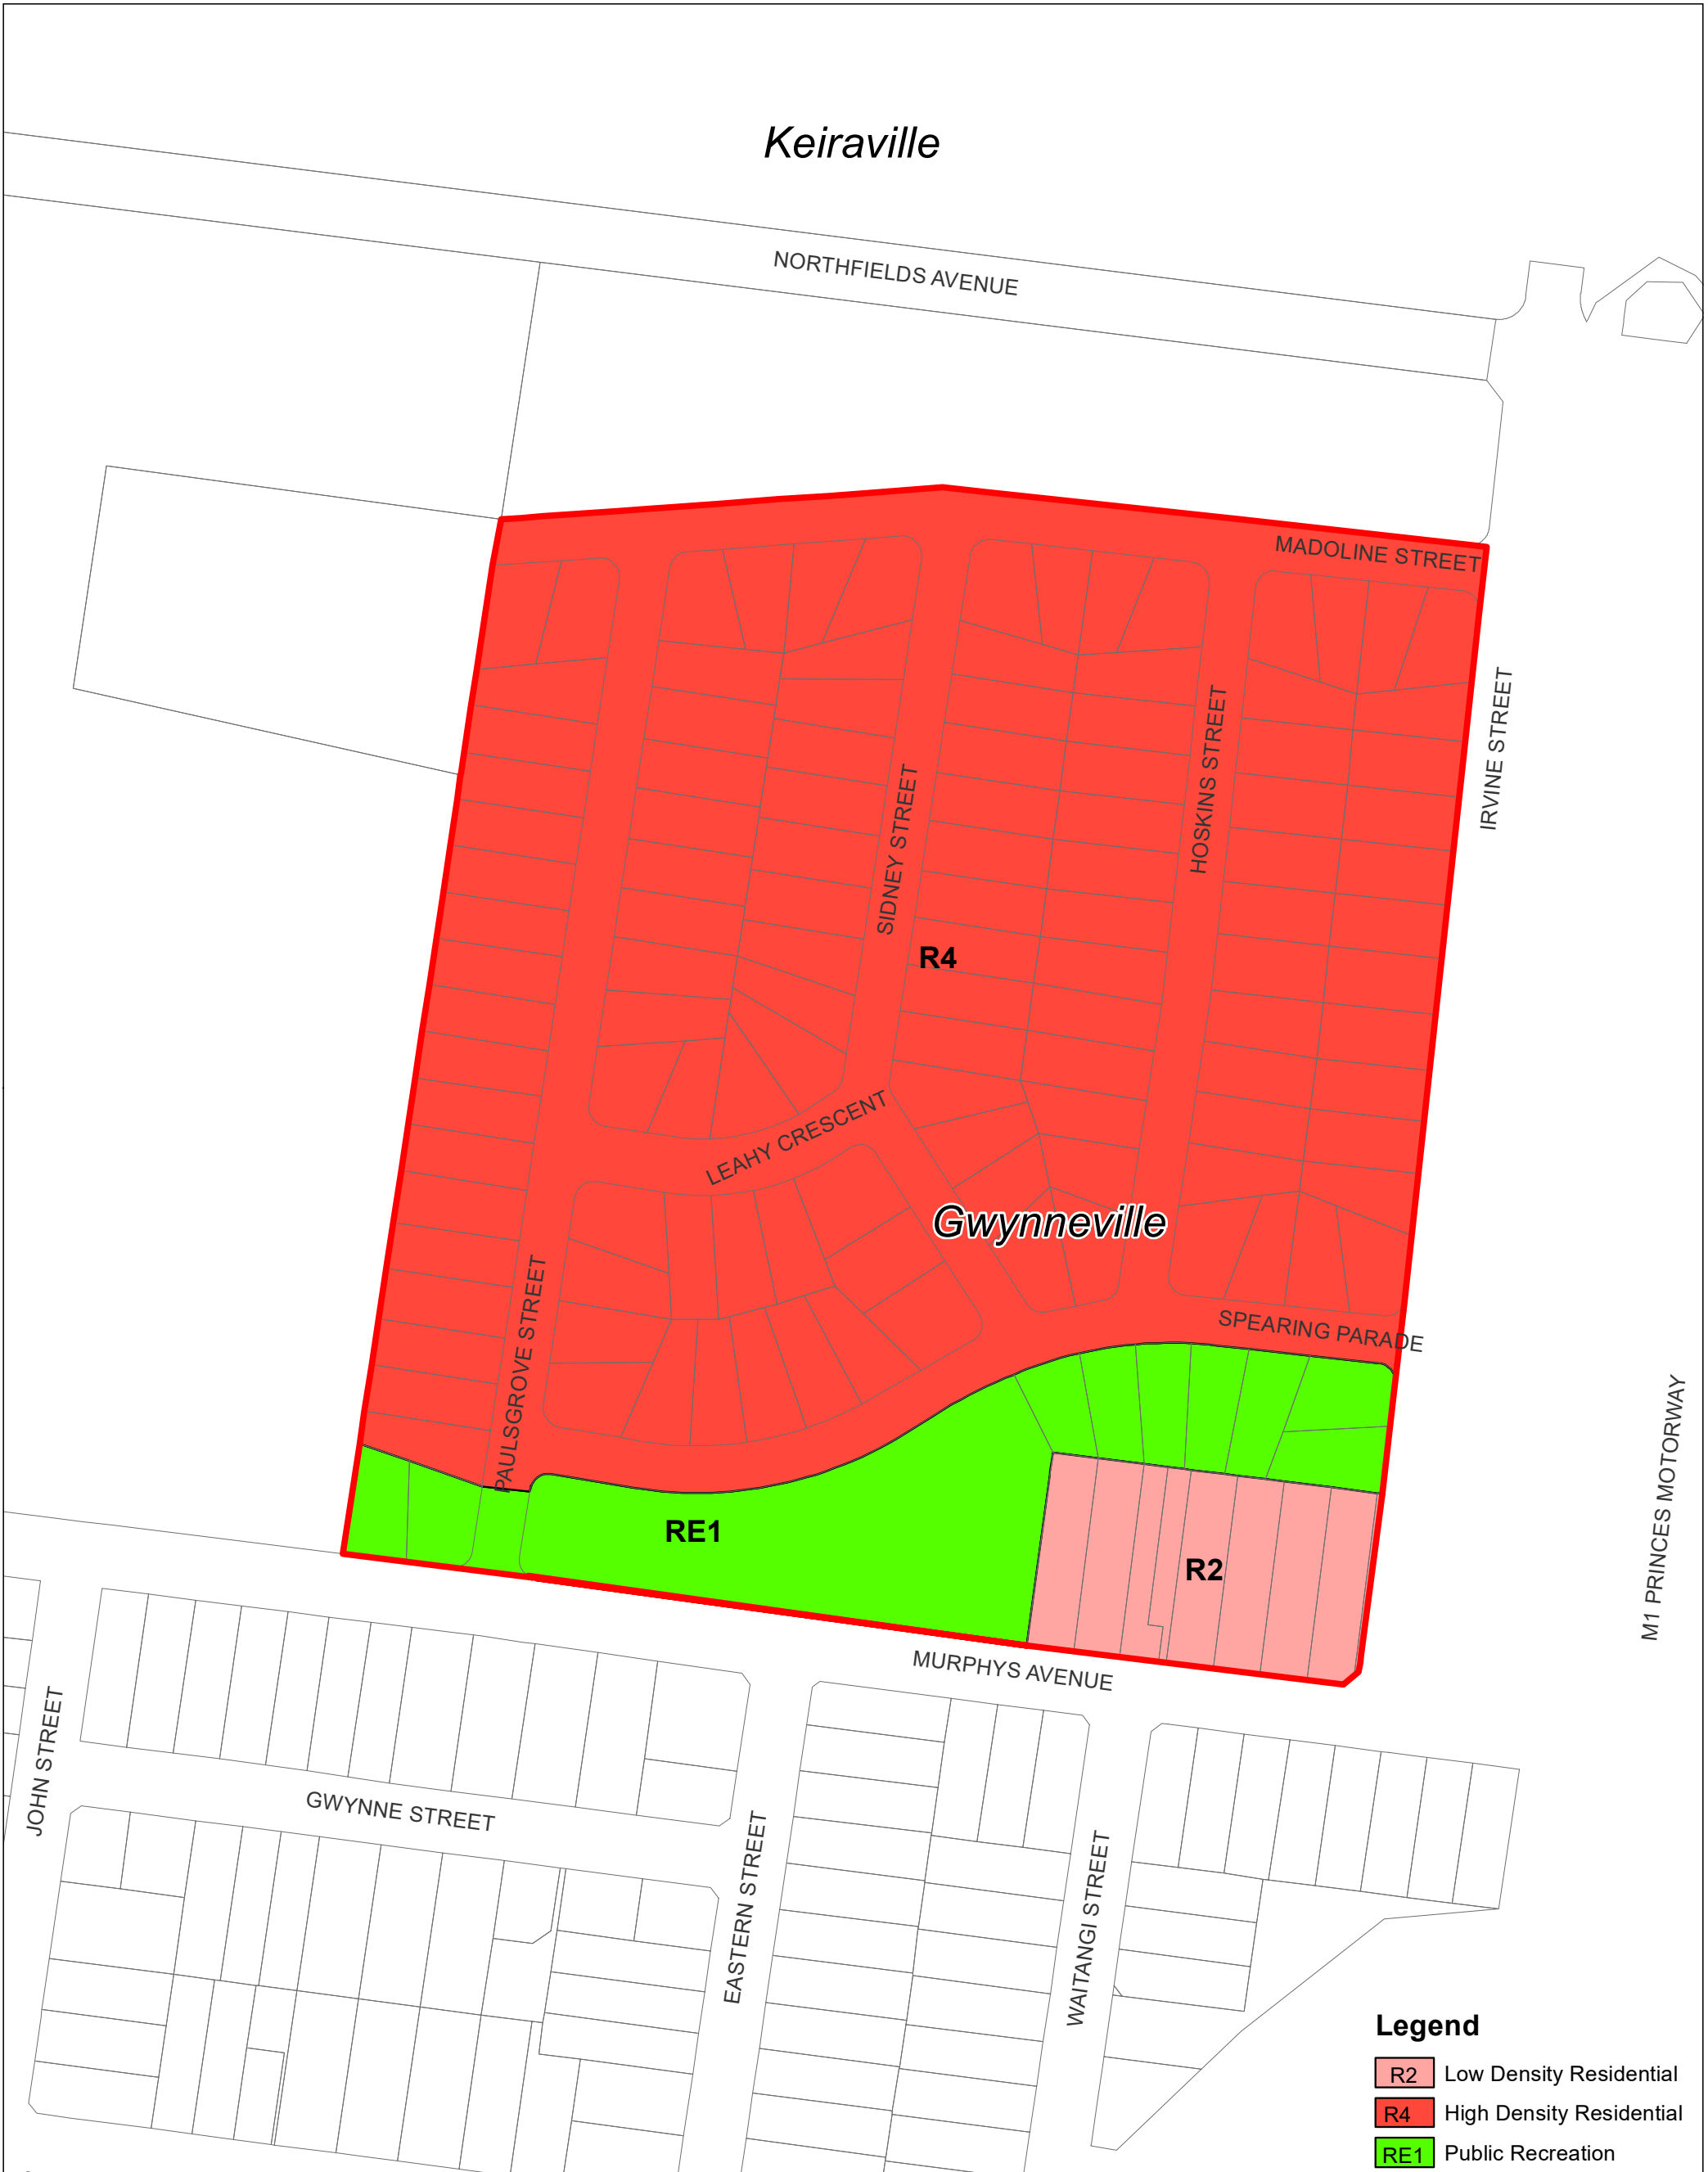 Keiraville
NORTHFIELDS AVENUE
MADOLINE STREET
IRVINE STREET
HOSKINS STREET
SIDNEY STREET
R4
LEAHY CRESCENT
Gwynneville
PAULSGROVE STREET
SPEARING PARADE
M1 PRINCES MOTORWAY
RE1
R2
MURPHYS AVENUE
JOHN STREET
GWYNNE STREET
EASTERN STREET
WAITANGI STREET
Legend
R2 Low Density Residential
R4 High Density Residential
RE1 Public Recreation